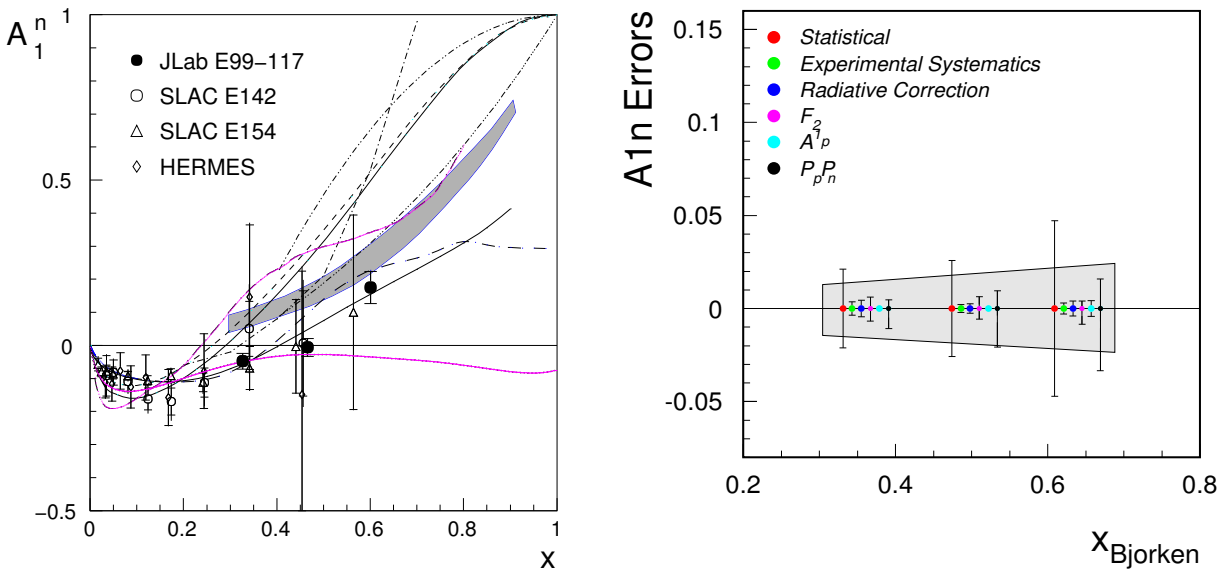 A₁ⁿ
1
0.5
0
−0.5
0
0.2
0.4
0.6
0.8
1
x
JLab E99−117
SLAC E142
SLAC E154
HERMES
A1n Errors
0.15
0.1
0.05
0
-0.05
0.2
0.4
0.6
0.8
xBjorken
Statistical
Experimental Systematics
Radiative Correction
F₂
A¹p
PpPn